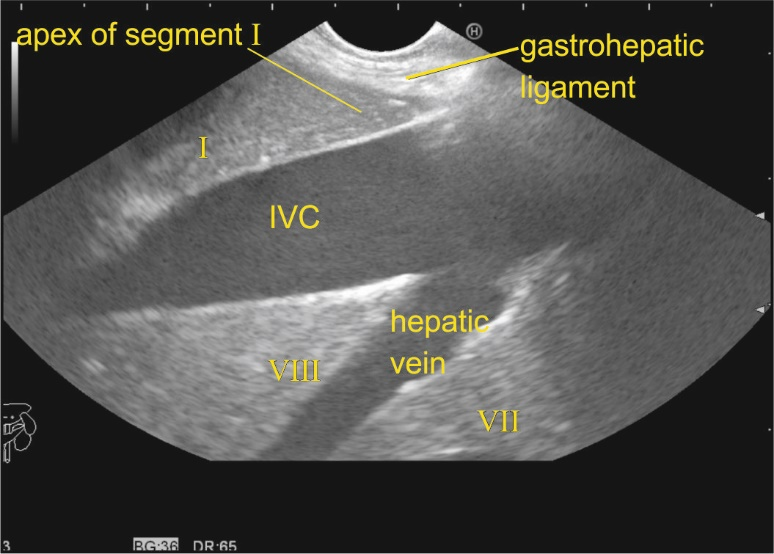 apex of segment I
H
gastrohepatic
ligament
I
IVC
hepatic
vein
VIII
VII
3
BG:36 DR:65